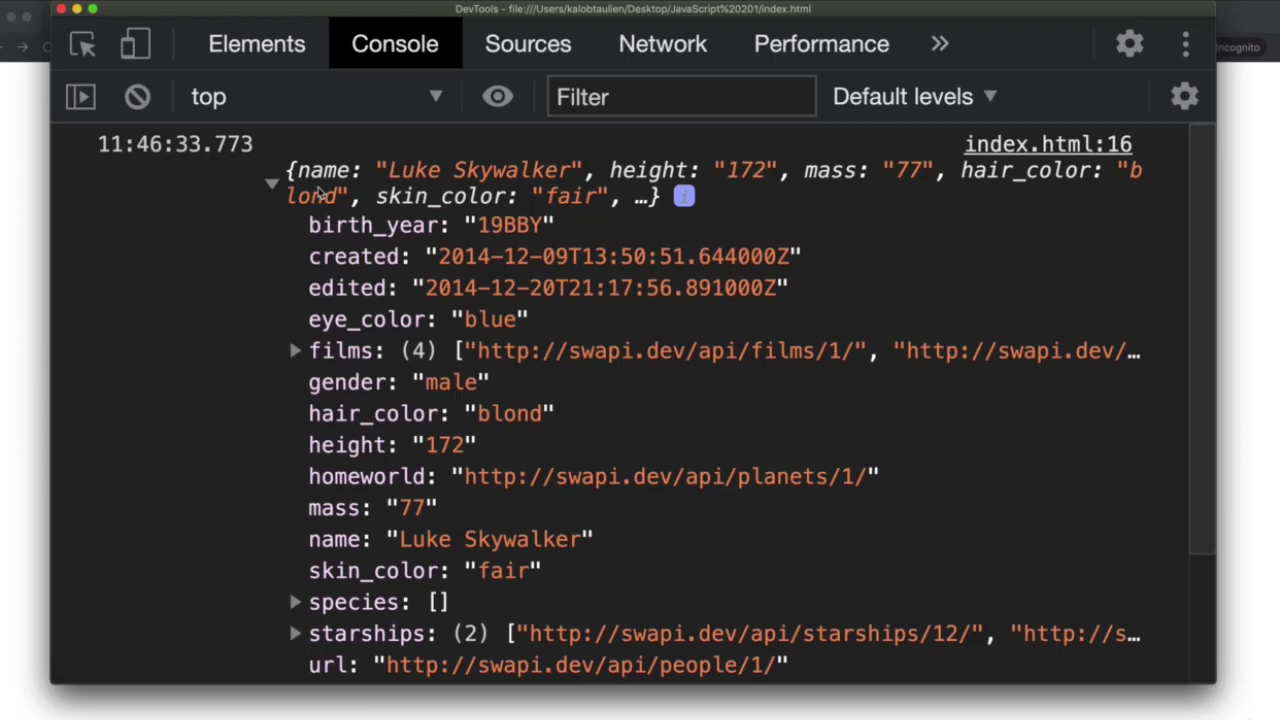 DevTools - file:///Users/kalobtaulien/Desktop/JavaScript%20201/index.html
Incognito
Elements Console Sources Network Performance »
top ▼ Filter Default levels ▼
11:46:33.773 index.html:16
{name: "Luke Skywalker", height: "172", mass: "77", hair_color: "b
lond", skin_color: "fair", …} i
birth_year: "19BBY"
created: "2014-12-09T13:50:51.644000Z"
edited: "2014-12-20T21:17:56.891000Z"
eye_color: "blue"
films: (4) ["http://swapi.dev/api/films/1/", "http://swapi.dev/…
gender: "male"
hair_color: "blond"
height: "172"
homeworld: "http://swapi.dev/api/planets/1/"
mass: "77"
name: "Luke Skywalker"
skin_color: "fair"
species: []
starships: (2) ["http://swapi.dev/api/starships/12/", "http://s…
url: "http://swapi.dev/api/people/1/"